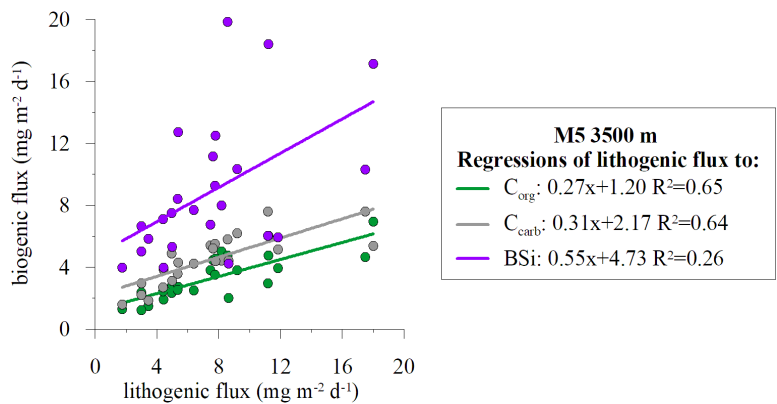 20
16
12
8
4
0
biogenic flux (mg m⁻² d⁻¹)
0 4 8 12 16 20
lithogenic flux (mg m⁻² d⁻¹)
M5 3500 m
Regressions of lithogenic flux to:
Corg: 0.27x+1.20 R²=0.65
Ccarb: 0.31x+2.17 R²=0.64
BSi: 0.55x+4.73 R²=0.26